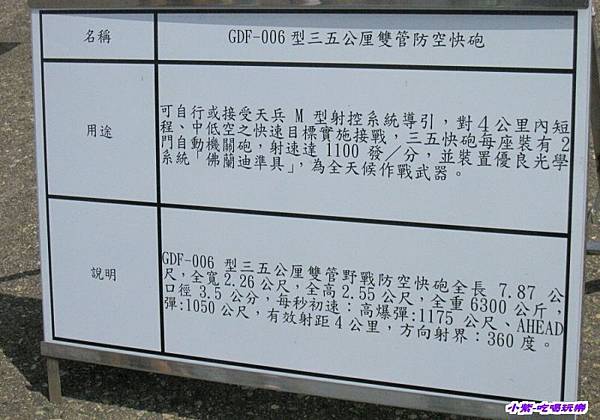 名稱
GDF-006 型三五公厘雙管防空快砲
用途
可自行或接受天兵 M 型射控系統導引，對 4 公里內短
程、中低空之快速目標實施接戰，三五快砲每座裝有 2
門自動機關砲，射速達 1100 發／分，並裝置優良光學
系統「佛蘭迪準具」，為全天候作戰武器。
說明
GDF-006 型三五公厘雙管野戰防空快砲全長 7.87 公
尺，全寬 2.26 公尺，全高 2.55 公尺，全重 6300 公斤，
口徑 3.5 公分，每秒初速：高爆彈:1175 公尺、AHEAD
彈:1050 公尺，有效射距 4 公里，方向射界：360 度。
小紫-吃喝玩樂